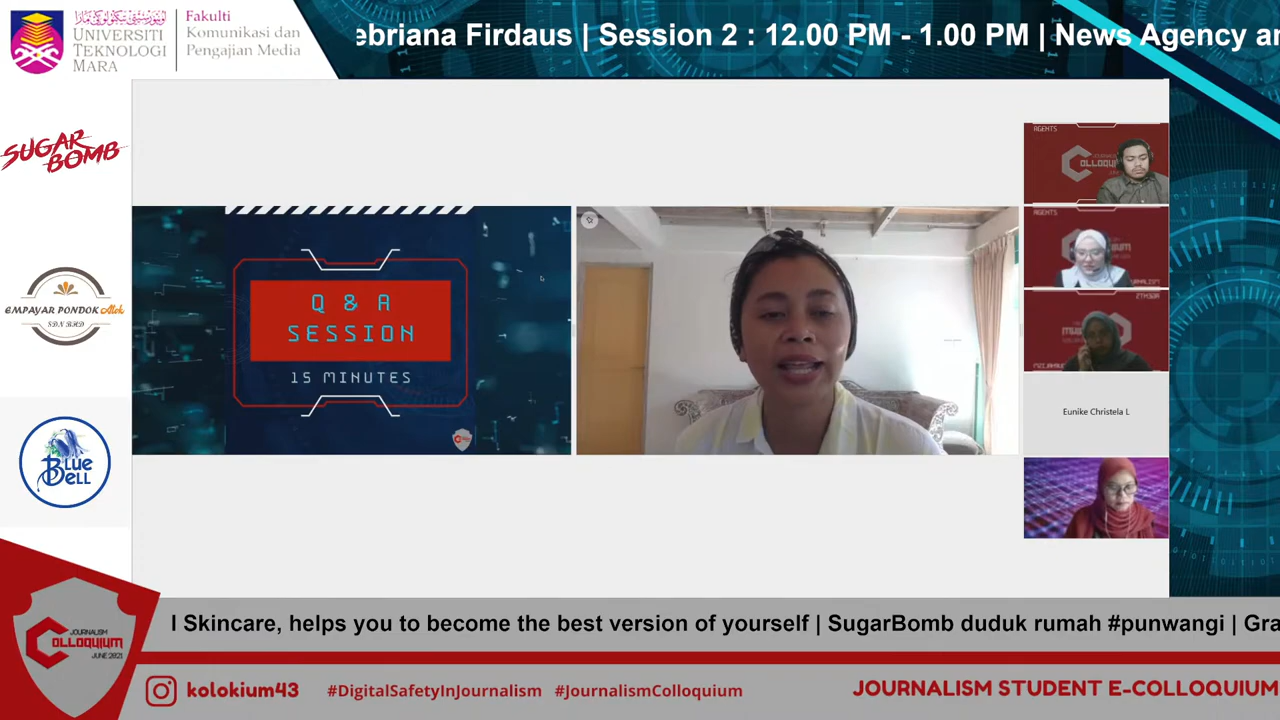 UNIVERSITI
TEKNOLOGI
MARA
Fakulti
Komunikasi dan
Pengajian Media
ebriana Firdaus | Session 2 : 12.00 PM - 1.00 PM | News Agency a
SUGAR
BOMB
EMPAYAR PONDOK Atok
SDN BHD
BLUE
BELL
Q & A
SESSION
15 MINUTES
AGENTS
AGENTS
Eunike Christela L
l Skincare, helps you to become the best version of yourself | SugarBomb duduk rumah #punwangi | Gra
JOURNALISM
COLLOQUIUM
JUNE 2021
kolokium43
#DigitalSafetyInJournalism #JournalismColloquium
JOURNALISM STUDENT E-COLLOQUIUM